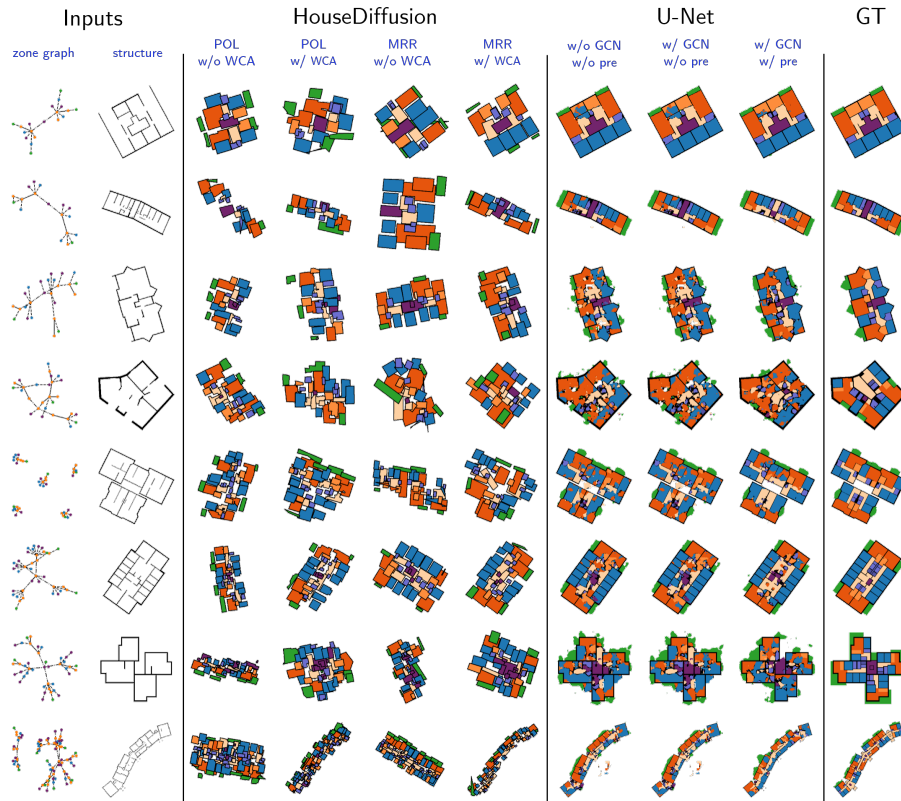 Inputs
HouseDiffusion
U-Net
GT
zone graph
structure
POL
w/o WCA
POL
w/ WCA
MRR
w/o WCA
MRR
w/ WCA
w/o GCN
w/o pre
w/ GCN
w/o pre
w/ GCN
w/ pre